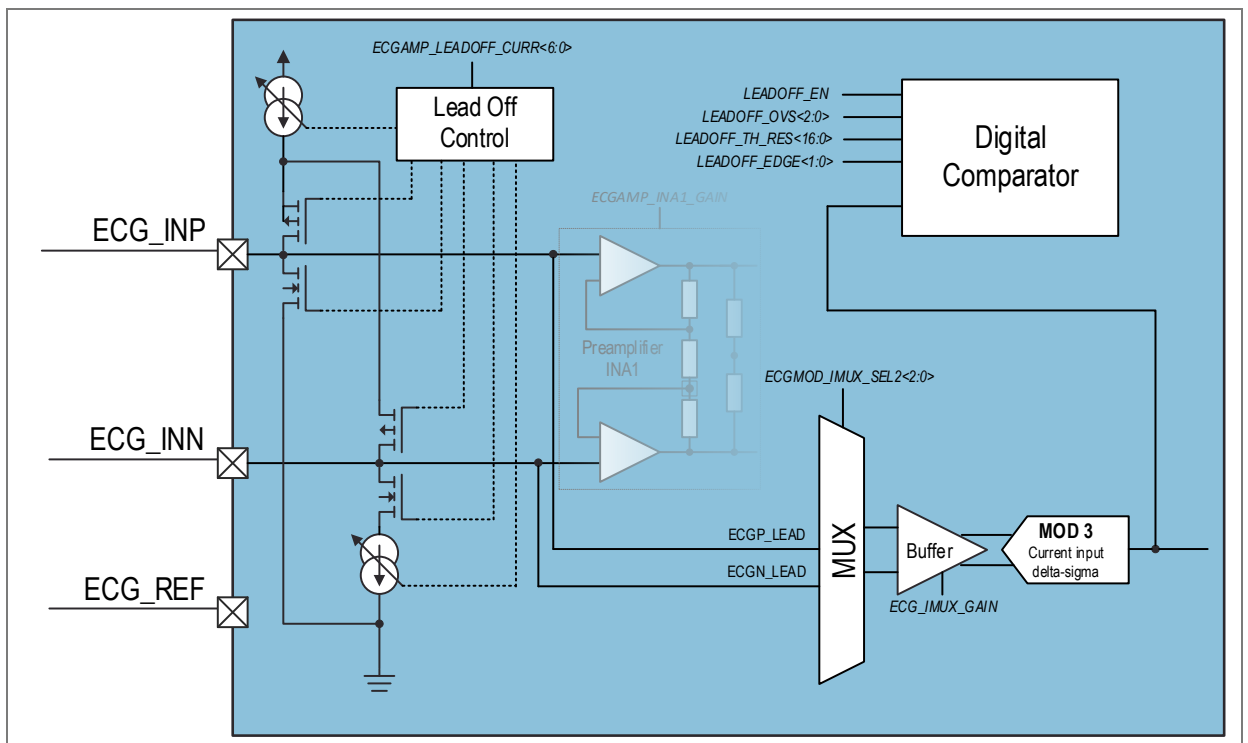 ECGAMP_LEADOFF_CURR<6:0>
Lead Off
Control
LEADOFF_EN
LEADOFF_OVS<2:0>
LEADOFF_TH_RES<16:0>
LEADOFF_EDGE<1:0>
Digital
Comparator
ECGAMP_INA1_GAIN
ECG_INP
Preamplifier
INA1
ECGMOD_IMUX_SEL2<2:0>
ECG_INN
ECGP_LEAD
ECGN_LEAD
MUX
Buffer
MOD 3
Current input
delta-sigma
ECG_IMUX_GAIN
ECG_REF